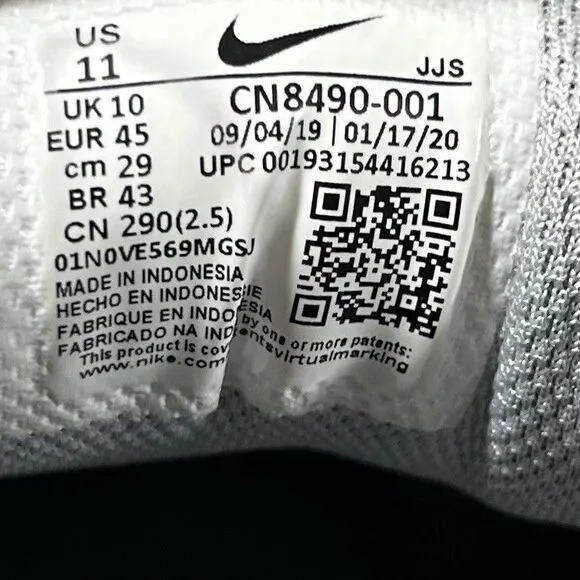 US
11
JJS
UK 10
EUR 45
cm 29
BR 43
CN 290(2.5)
01N0VE569MGSJ
CN8490-001
09/04/19 | 01/17/20
UPC 00193154416213
MADE IN INDONESIA
HECHO EN INDONESIE
FABRIQUE EN INDONESIA
FABRICADO NA
This product is by one or more patents:
www.nike.com